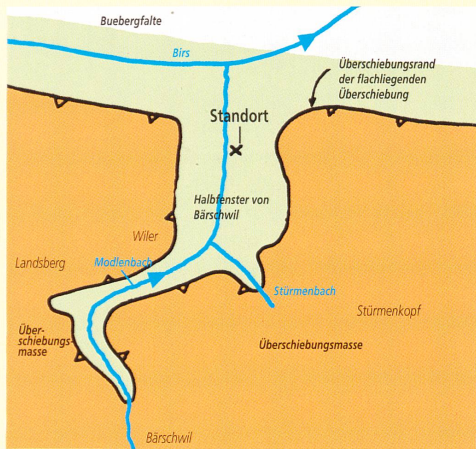 Buebergfalte
Birs
Überschiebungsrand
der flachliegenden
Überschiebung
Standort
Halbfenster von
Bärschwil
Wiler
Landsberg
Modlenbach
Stürmenbach
Stürmenkopf
Über-
schiebungs-
masse
Überschiebungsmasse
Bärschwil